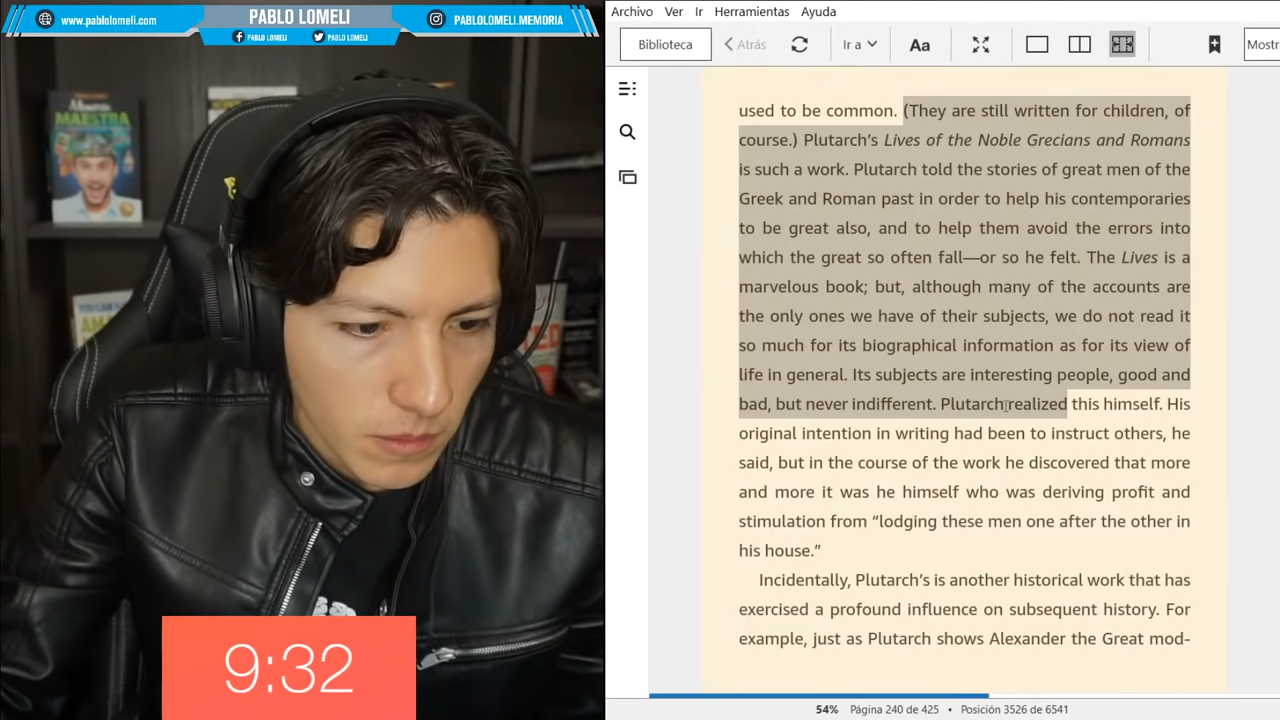 www.pablolomeli.com
PABLO LOMELI
PABLOLOMELI.MEMORIA
PABLO LOMELI
PABLO LOMELI
MAESTRA
YOU CAN
9:32
Archivo Ver Ir Herramientas Ayuda
Biblioteca Atrás Ir a Aa Mostr
used to be common. (They are still written for children, of
course.) Plutarch’s Lives of the Noble Grecians and Romans
is such a work. Plutarch told the stories of great men of the
Greek and Roman past in order to help his contemporaries
to be great also, and to help them avoid the errors into
which the great so often fall—or so he felt. The Lives is a
marvelous book; but, although many of the accounts are
the only ones we have of their subjects, we do not read it
so much for its biographical information as for its view of
life in general. Its subjects are interesting people, good and
bad, but never indifferent. Plutarch realized this himself. His
original intention in writing had been to instruct others, he
said, but in the course of the work he discovered that more
and more it was he himself who was deriving profit and
stimulation from “lodging these men one after the other in
his house.”
Incidentally, Plutarch’s is another historical work that has
exercised a profound influence on subsequent history. For
example, just as Plutarch shows Alexander the Great mod-
54% Página 240 de 425 • Posición 3526 de 6541